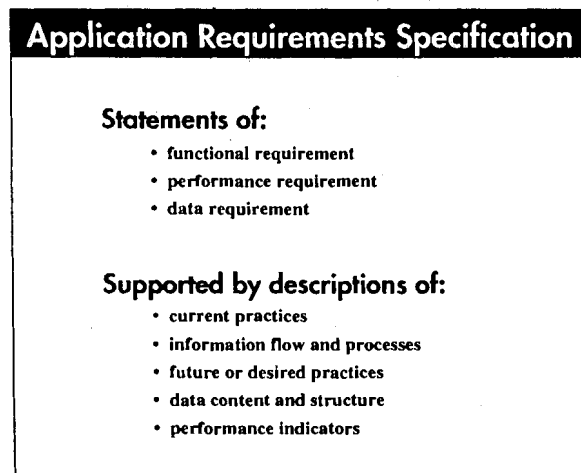 Application Requirements Specification
Statements of:
• functional requirement
• performance requirement
• data requirement
Supported by descriptions of:
• current practices
• information flow and processes
• future or desired practices
• data content and structure
• performance indicators